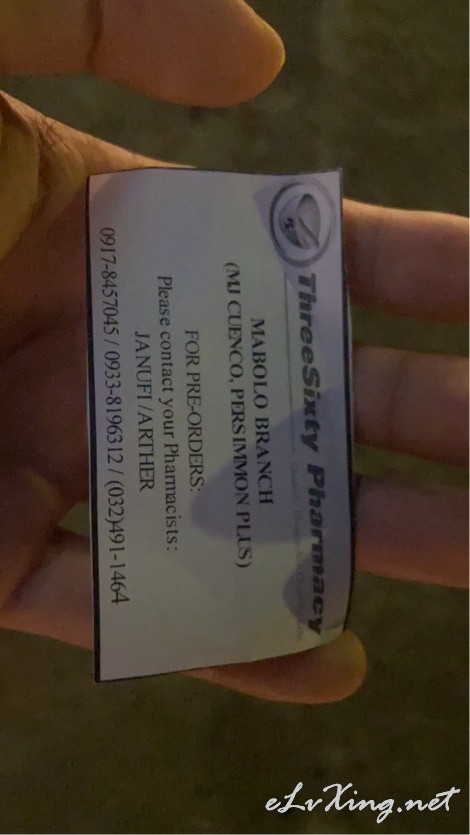 ThreeSixty Pharmacy
MABOLO BRANCH
(MJ CUENCO, PERSIMMON PLUS)
FOR PRE-ORDERS:
Please contact your Pharmacists:
JANUFI /ARTHER
0917-8457045 / 0933-8196312 / (032)491-1464
eLvXing.net